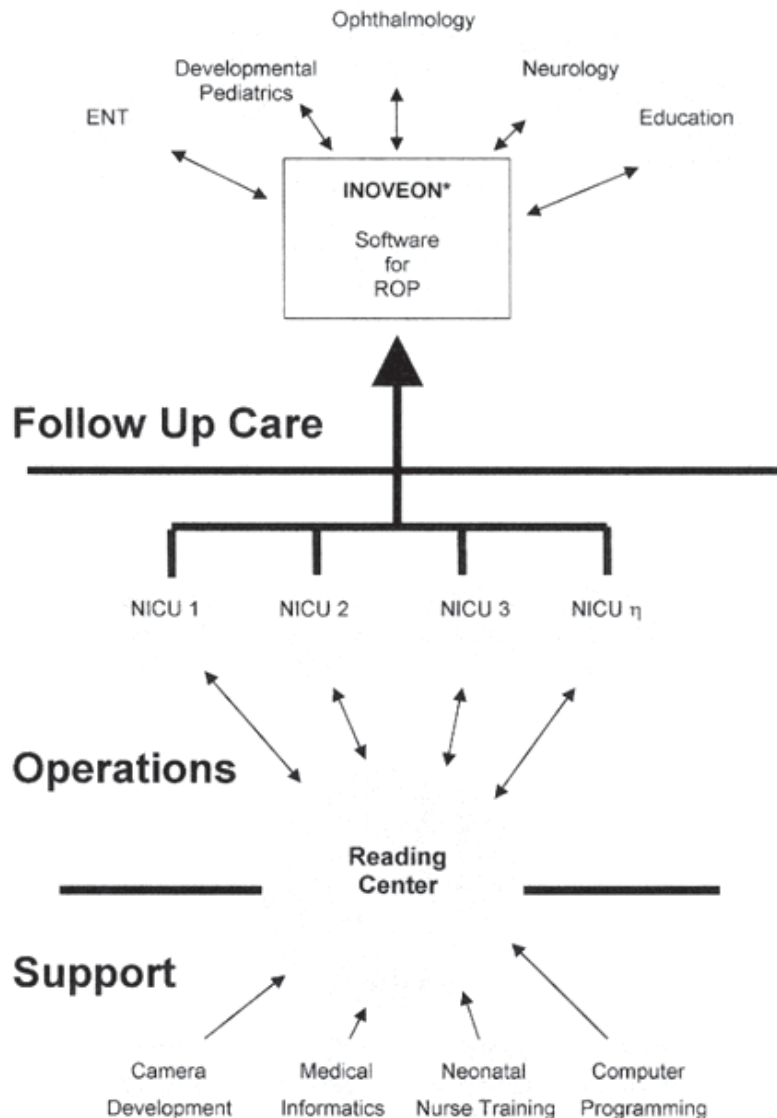 Ophthalmology
Developmental
Pediatrics
Neurology
ENT
Education
INOVEON*
Software
for
ROP
Follow Up Care
NICU 1
NICU 2
NICU 3
NICU η
Operations
Reading
Center
Support
Camera
Development
Medical
Informatics
Neonatal
Nurse Training
Computer
Programming